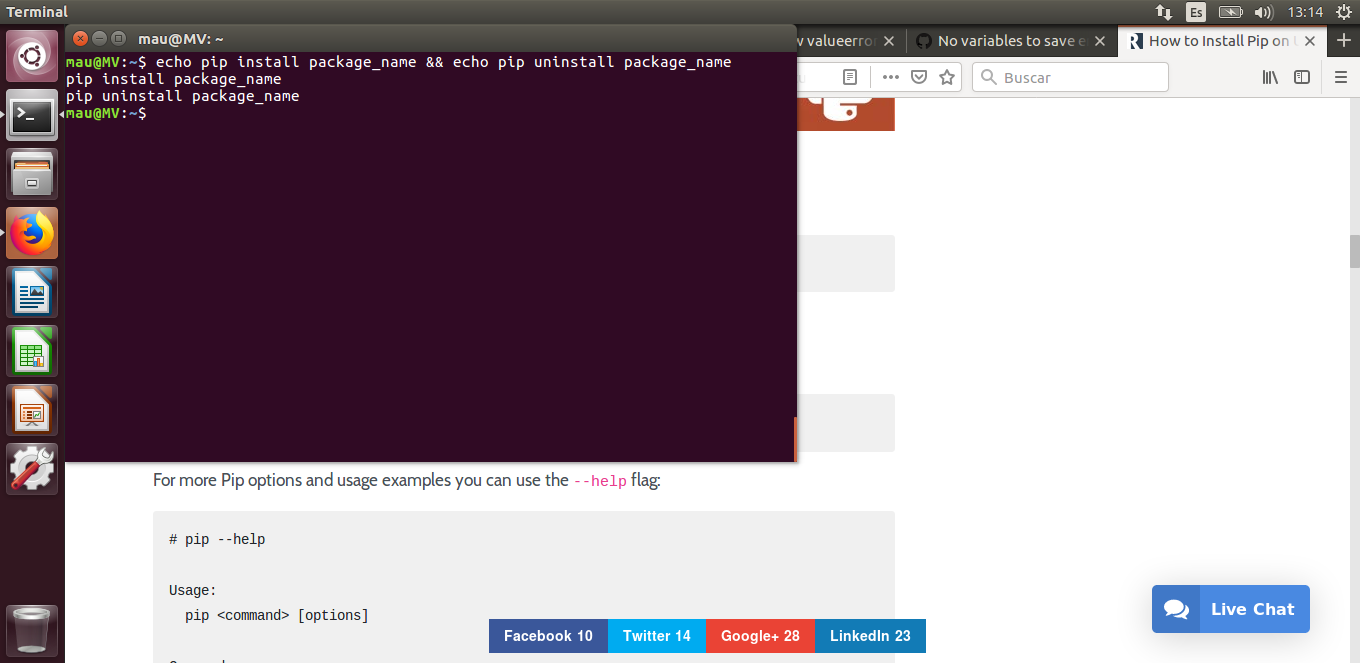 Terminal
Es
13:14
mau@MV: ~
valueerro
No variables to save e
How to Install Pip on
Buscar
mau@MV:~$ echo pip install package_name && echo pip uninstall package_name
pip install package_name
pip uninstall package_name
mau@MV:~$
For more Pip options and usage examples you can use the --help flag:
# pip --help
Usage:
pip <command> [options]
Facebook 10
Twitter 14
Google+ 28
LinkedIn 23
Live Chat